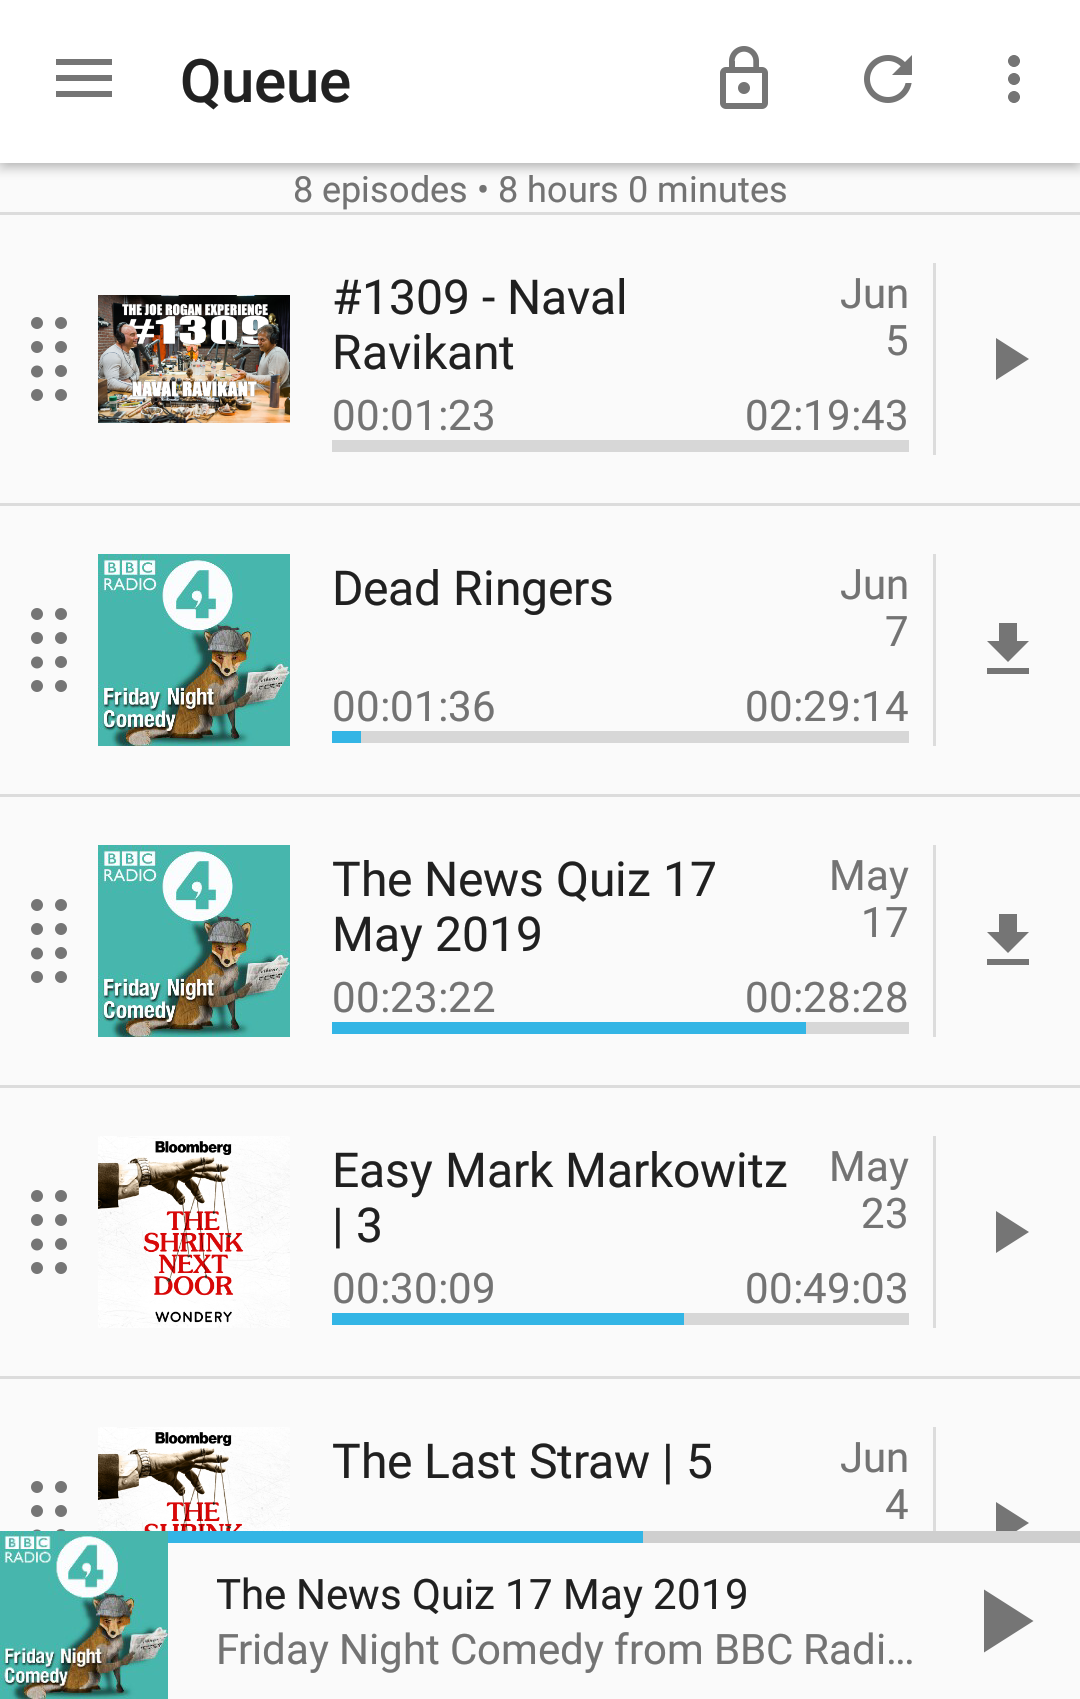 Queue
8 episodes • 8 hours 0 minutes
THE JOE ROGAN EXPERIENCE
#1309
NAVAL RAVIKANT
#1309 - Naval
Ravikant
Jun
5
00:01:23
02:19:43
BBC
RADIO
4
Friday Night
Comedy
Dead Ringers
Jun
7
00:01:36
00:29:14
BBC
RADIO
4
Friday Night
Comedy
The News Quiz 17
May 2019
May
17
00:23:22
00:28:28
Bloomberg
THE
SHRINK
NEXT
DOOR
WONDERY
Easy Mark Markowitz
| 3
May
23
00:30:09
00:49:03
Bloomberg
THE
SHRINK
The Last Straw | 5
Jun
4
BBC
RADIO
4
Friday Night
Comedy
The News Quiz 17 May 2019
Friday Night Comedy from BBC Radi...